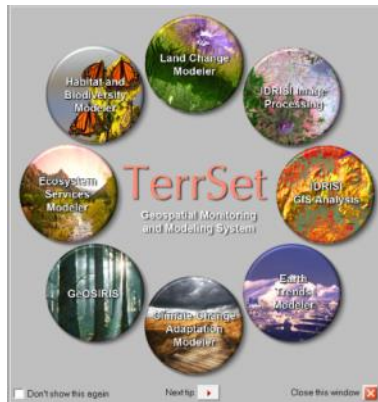 Land Change
Modeler
Habitat and
Biodiversity
Modeler
IDRISI Image
Processing
Ecosystem
Services
Modeler
TerrSet
Geospatial Monitoring
and Modeling System
IDRISI
GIS Analysis
GeOSIRIS
Climate Change
Adaptation
Modeler
Earth
Trends
Modeler
Don't show this again
Next tip
Close this window